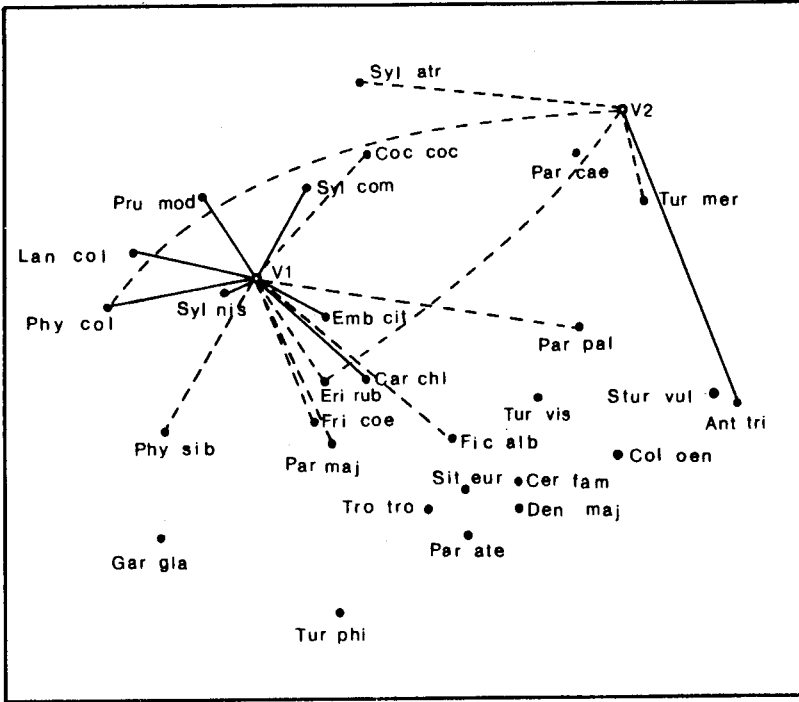 Syl atr
V2
Coc coc
Par cae
Syl com
Tur mer
Pru mod
Lan col
V1
Syl njs
Phy col
Emb cit
Par pal
Car chl
Eri rub
Stur vul
Tur vis
Ant tri
Fri coe
Phy sib
Fic alb
Par maj
Col oen
Sit eur
Cer fam
Tro tro
Den maj
Par ate
Gar gla
Tur phi